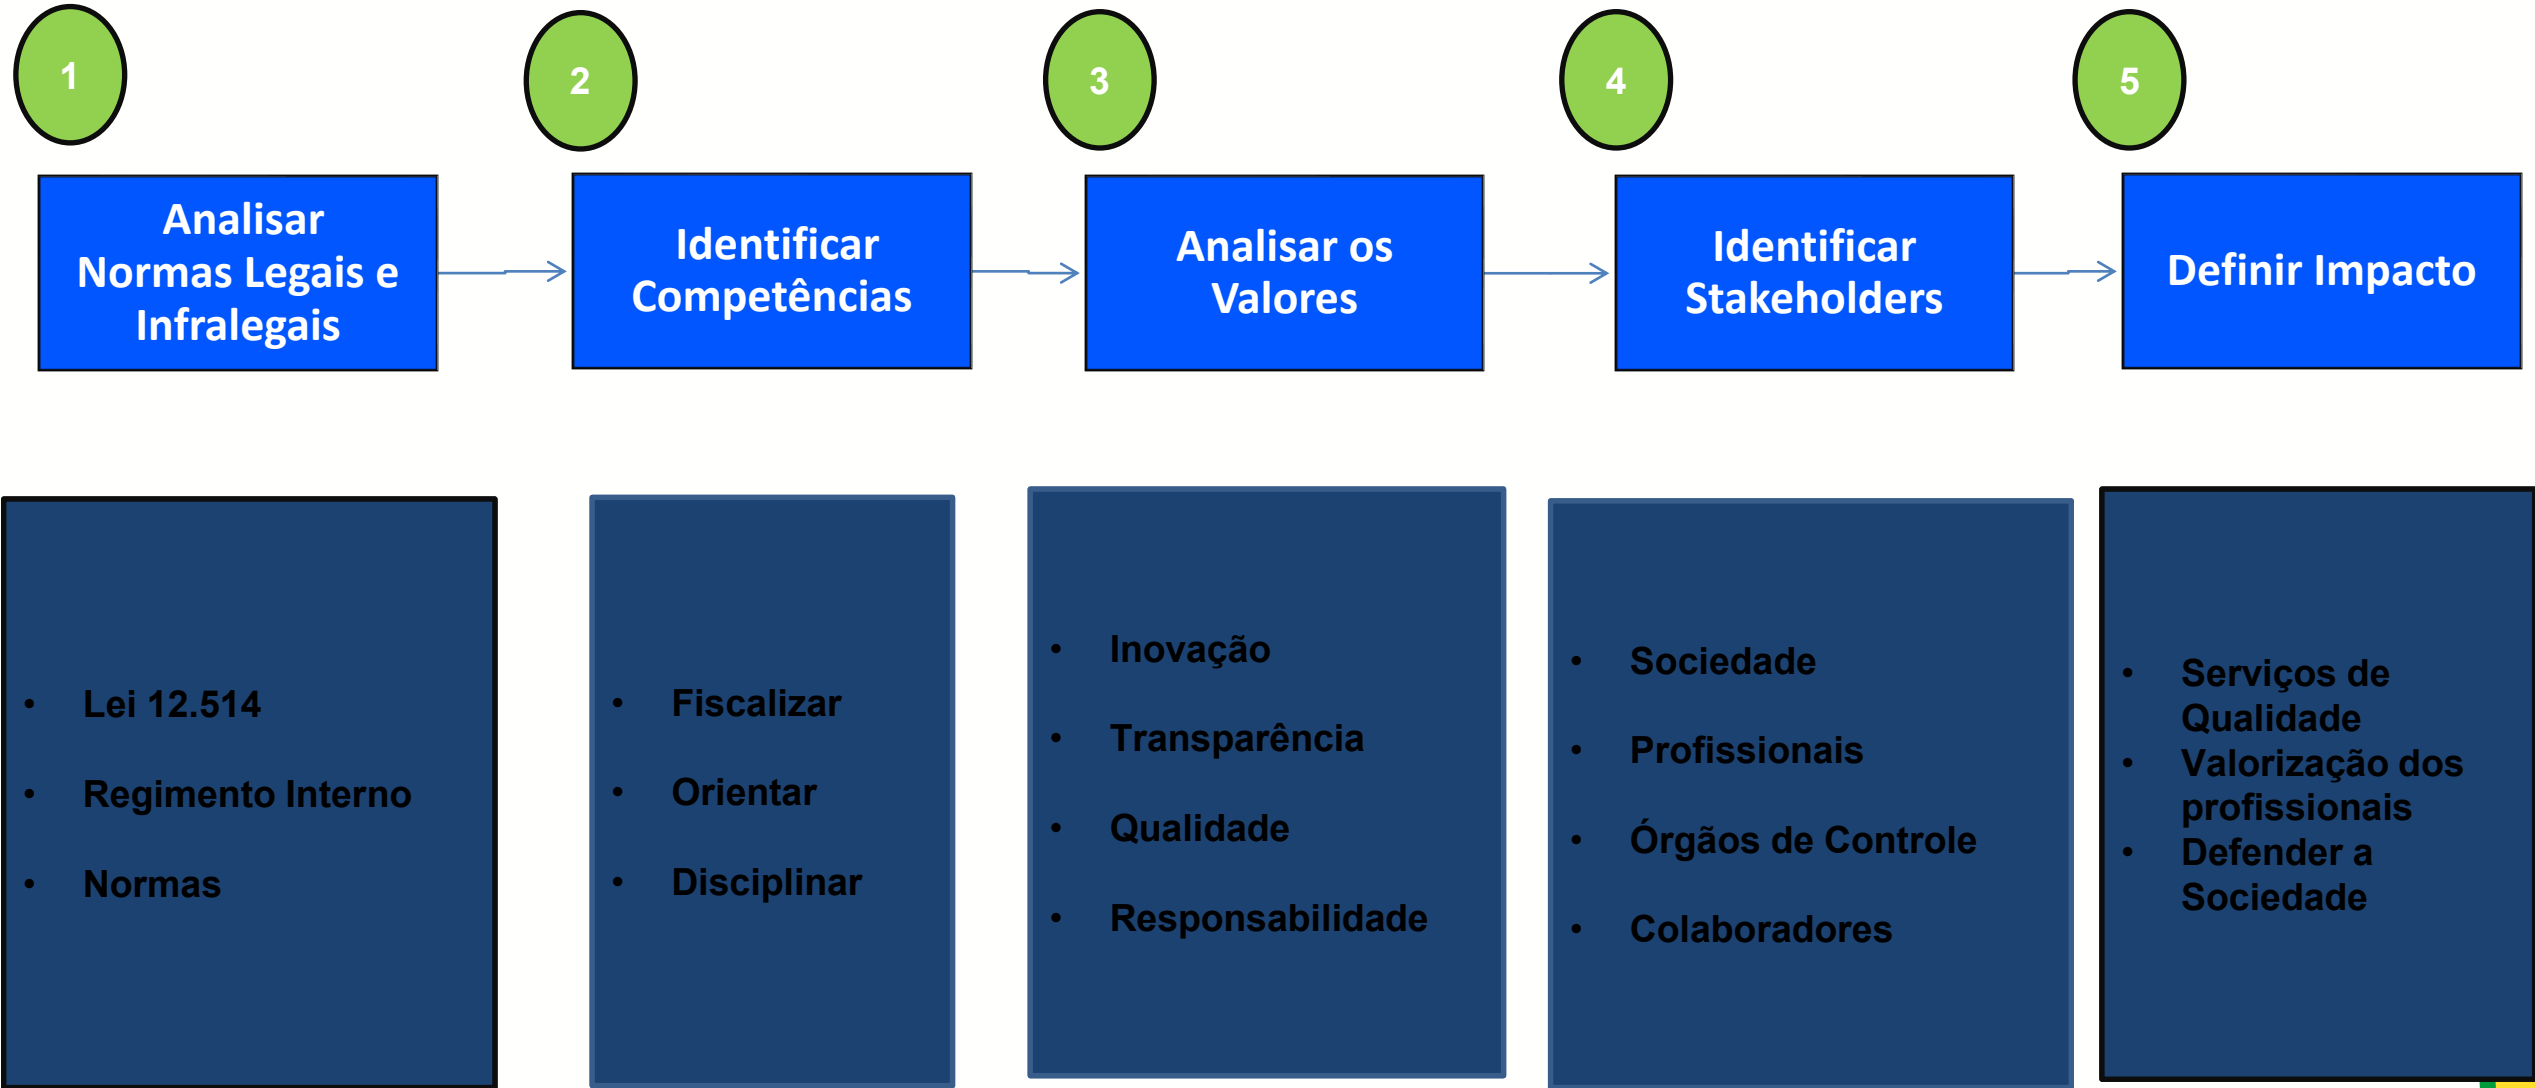 1
2
3
4
5
Analisar
Normas Legais e
Infralegais
Identificar
Competências
Analisar os
Valores
Identificar
Stakeholders
Definir Impacto
• Lei 12.514
• Regimento Interno
• Normas
• Fiscalizar
• Orientar
• Disciplinar
• Inovação
• Transparência
• Qualidade
• Responsabilidade
• Sociedade
• Profissionais
• Órgãos de Controle
• Colaboradores
• Serviços de
Qualidade
• Valorização dos
profissionais
• Defender a
Sociedade